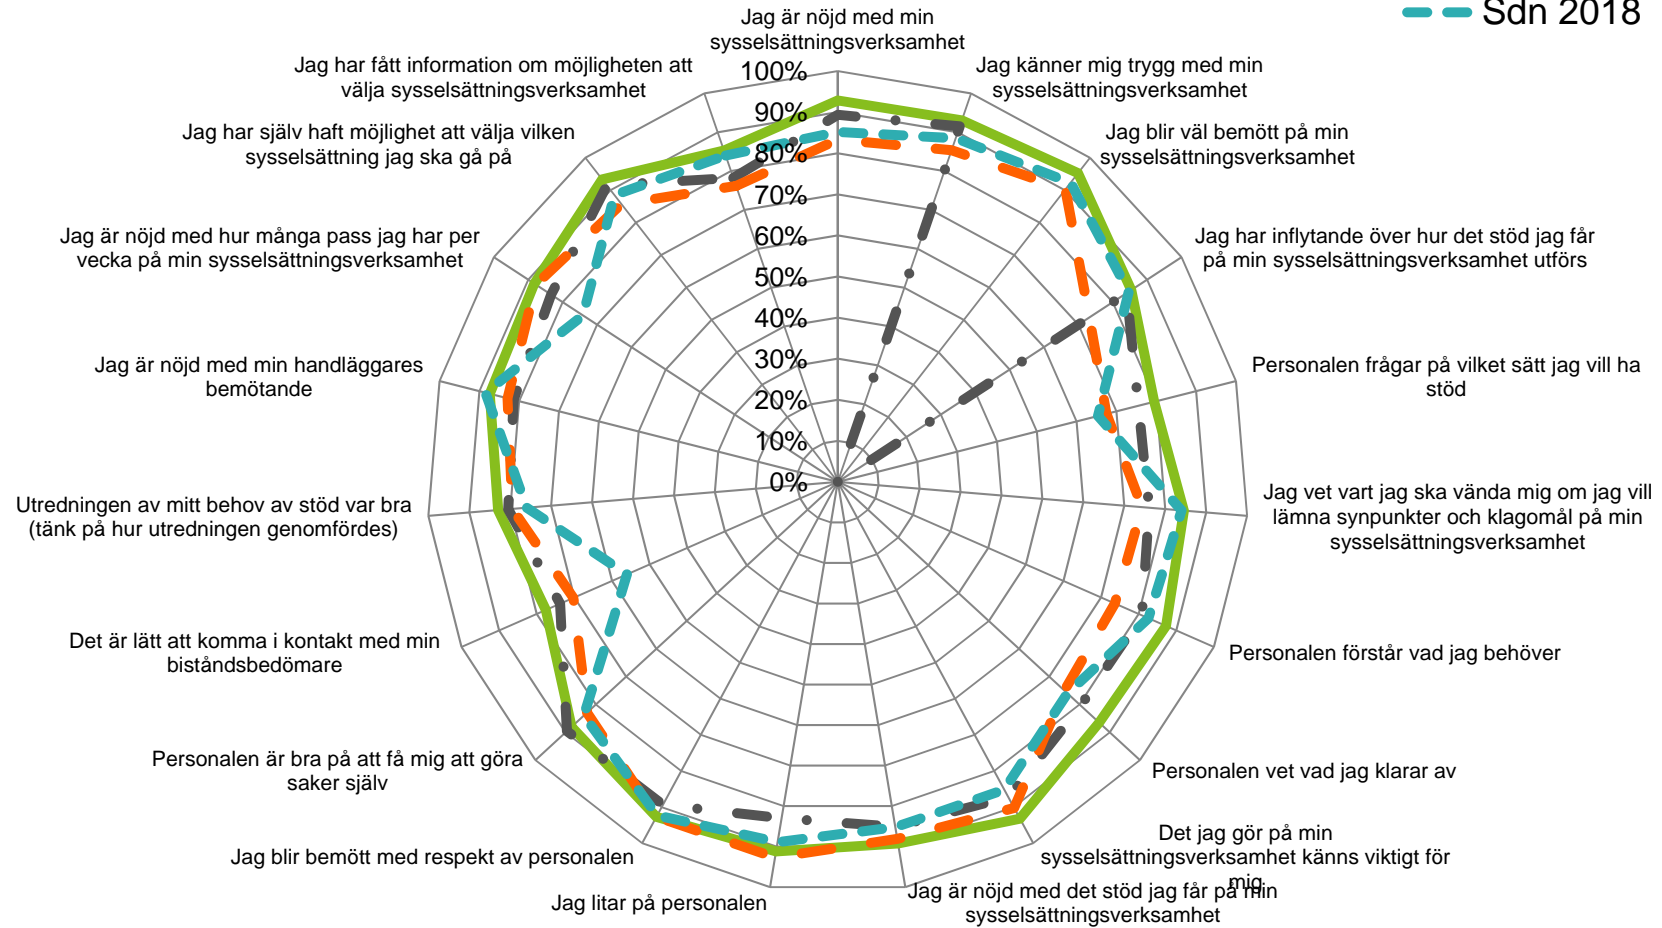 Sdn 2018
Jag är nöjd med min
sysselsättningsverksamhet
Jag känner mig trygg med min
sysselsättningsverksamhet
Jag blir väl bemött på min
sysselsättningsverksamhet
Jag har inflytande över hur det stöd jag får
på min sysselsättningsverksamhet utförs
Personalen frågar på vilket sätt jag vill ha
stöd
Jag vet vart jag ska vända mig om jag vill
lämna synpunkter och klagomål på min
sysselsättningsverksamhet
Personalen förstår vad jag behöver
Personalen vet vad jag klarar av
Det jag gör på min
sysselsättningsverksamhet känns viktigt för
mig
Jag är nöjd med det stöd jag får på min
sysselsättningsverksamhet
Jag litar på personalen
Jag blir bemött med respekt av personalen
Personalen är bra på att få mig att göra
saker själv
Det är lätt att komma i kontakt med min
biståndsbedömare
Utredningen av mitt behov av stöd var bra
(tänk på hur utredningen genomfördes)
Jag är nöjd med min handläggares
bemötande
Jag är nöjd med hur många pass jag har per
vecka på min sysselsättningsverksamhet
Jag har själv haft möjlighet att välja vilken
sysselsättning jag ska gå på
Jag har fått information om möjligheten att
välja sysselsättningsverksamhet
100%
90%
80%
70%
60%
50%
40%
30%
20%
10%
0%